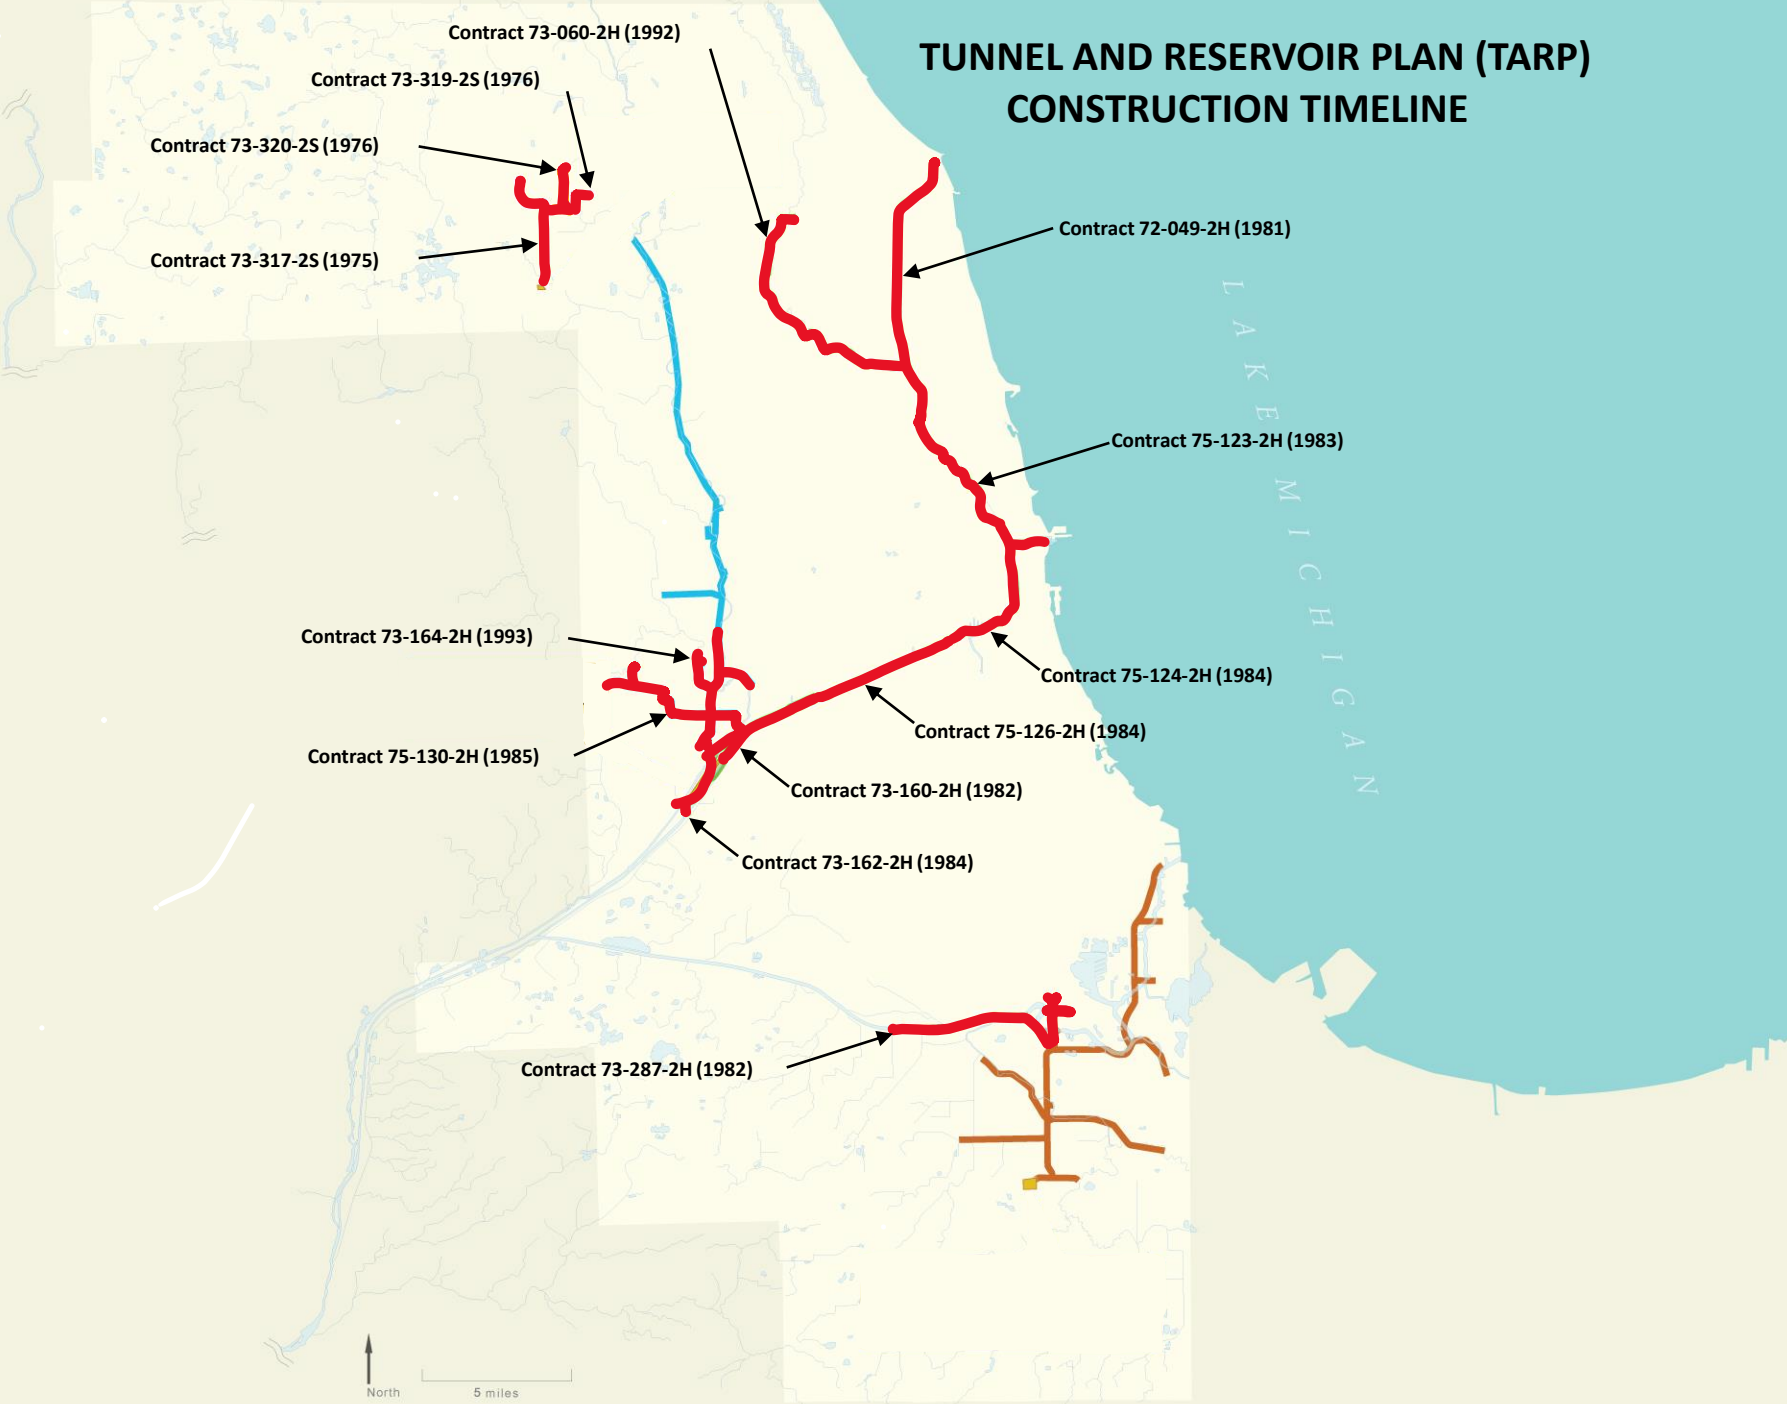 TUNNEL AND RESERVOIR PLAN (TARP)
CONSTRUCTION TIMELINE
Contract 73-060-2H (1992)
Contract 73-319-2S (1976)
Contract 73-320-2S (1976)
Contract 73-317-2S (1975)
Contract 72-049-2H (1981)
Contract 75-123-2H (1983)
LAKE MICHIGAN
Contract 73-164-2H (1993)
Contract 75-124-2H (1984)
Contract 75-126-2H (1984)
Contract 75-130-2H (1985)
Contract 73-160-2H (1982)
Contract 73-162-2H (1984)
Contract 73-287-2H (1982)
North
5 miles